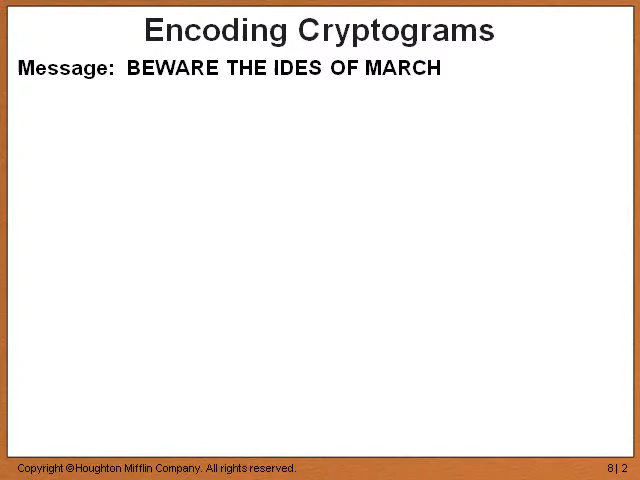 Encoding Cryptograms
Message: BEWARE THE IDES OF MARCH
Copyright © Houghton Mifflin Company. All rights reserved.
8 | 2